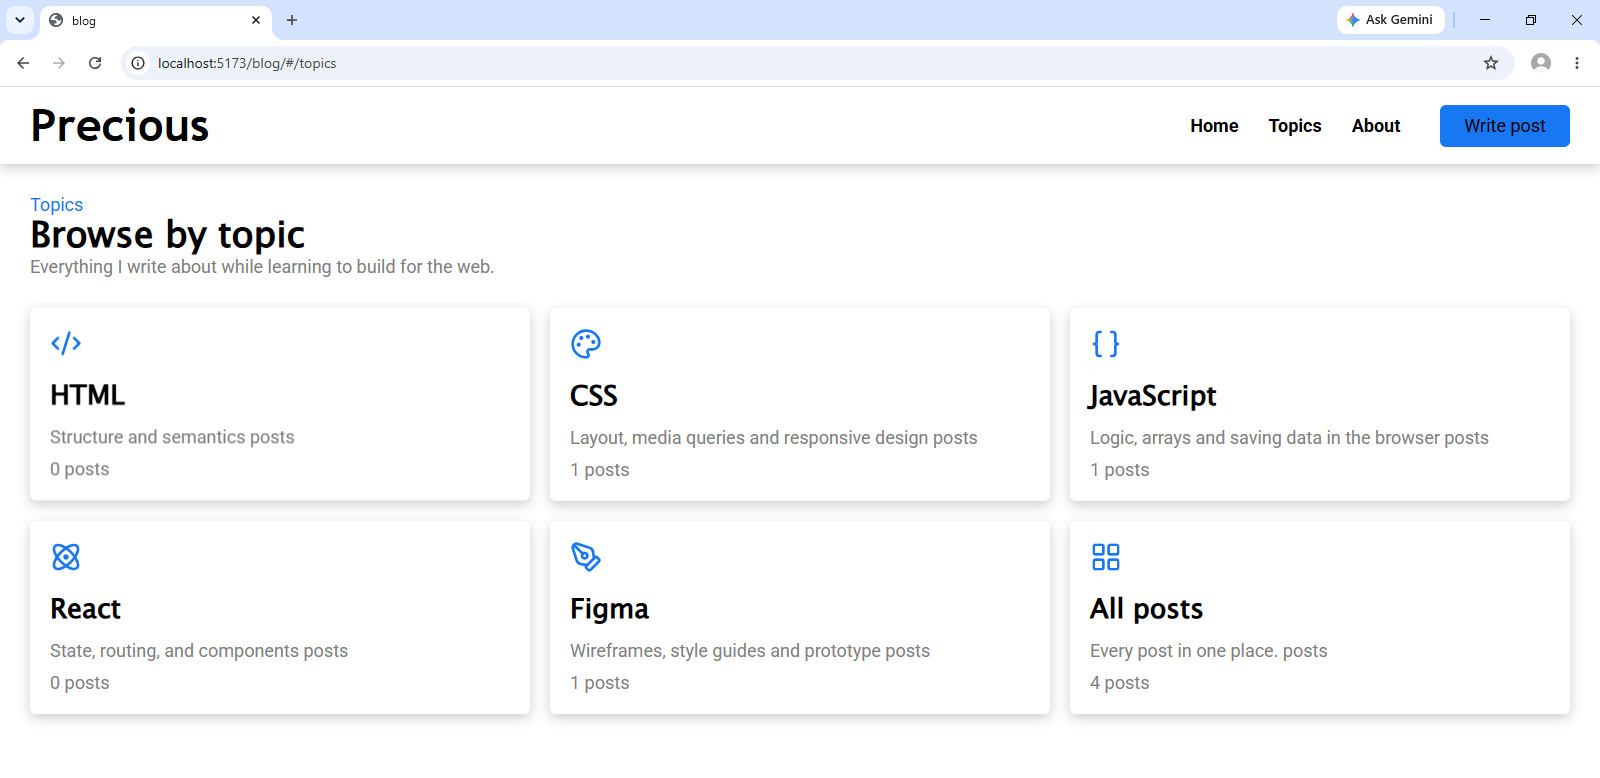 blog
Ask Gemini
localhost:5173/blog/#/topics
Precious
Home Topics About Write post
Topics
Browse by topic
Everything I write about while learning to build for the web.
HTML
Structure and semantics posts
0 posts
CSS
Layout, media queries and responsive design posts
1 posts
JavaScript
Logic, arrays and saving data in the browser posts
1 posts
React
State, routing, and components posts
0 posts
Figma
Wireframes, style guides and prototype posts
1 posts
All posts
Every post in one place. posts
4 posts